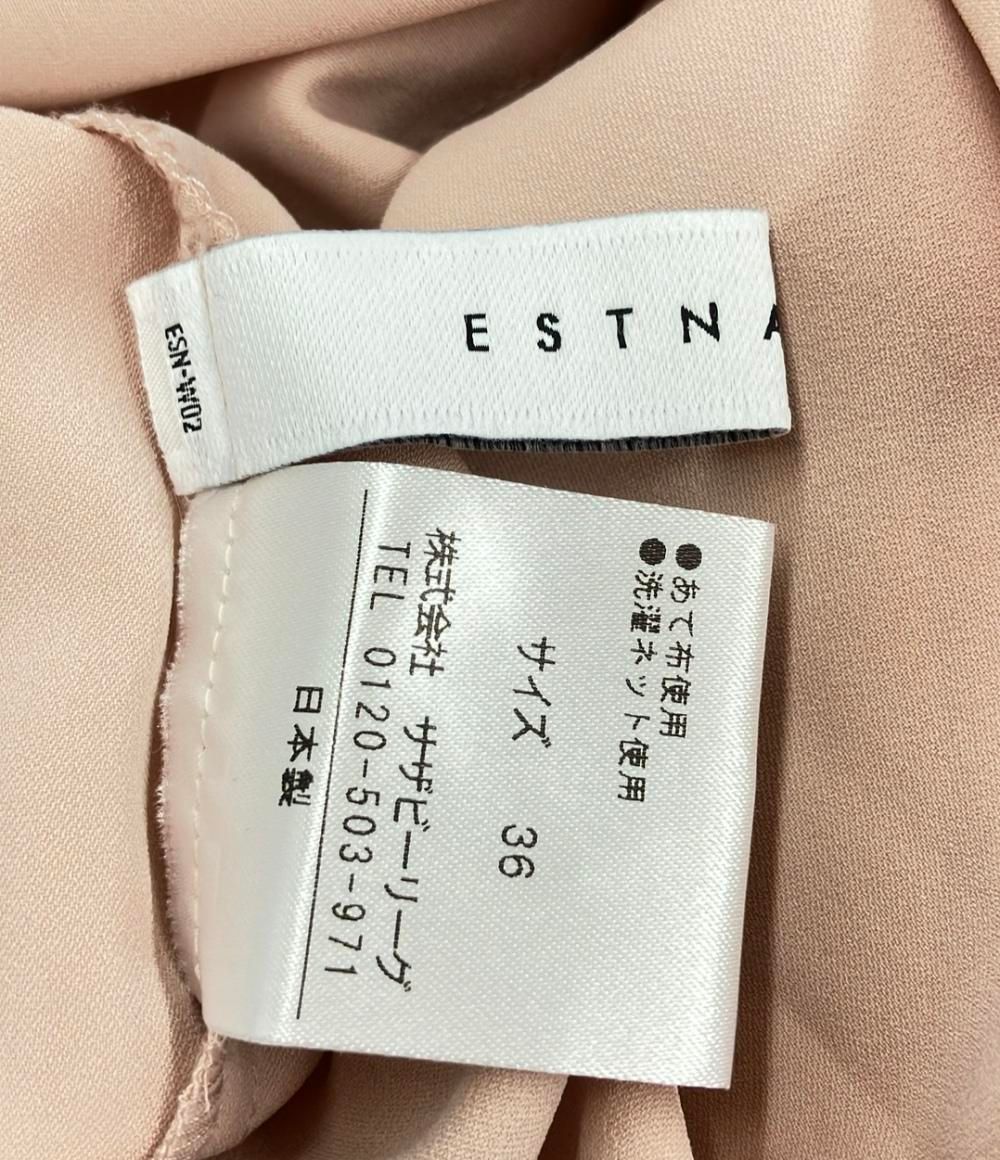 ESTNA
ESN-W02
●あて布使用
●洗濯ネット使用
サイズ 36
株式会社 サザビーリーグ
TEL 0120-503-971
日本製